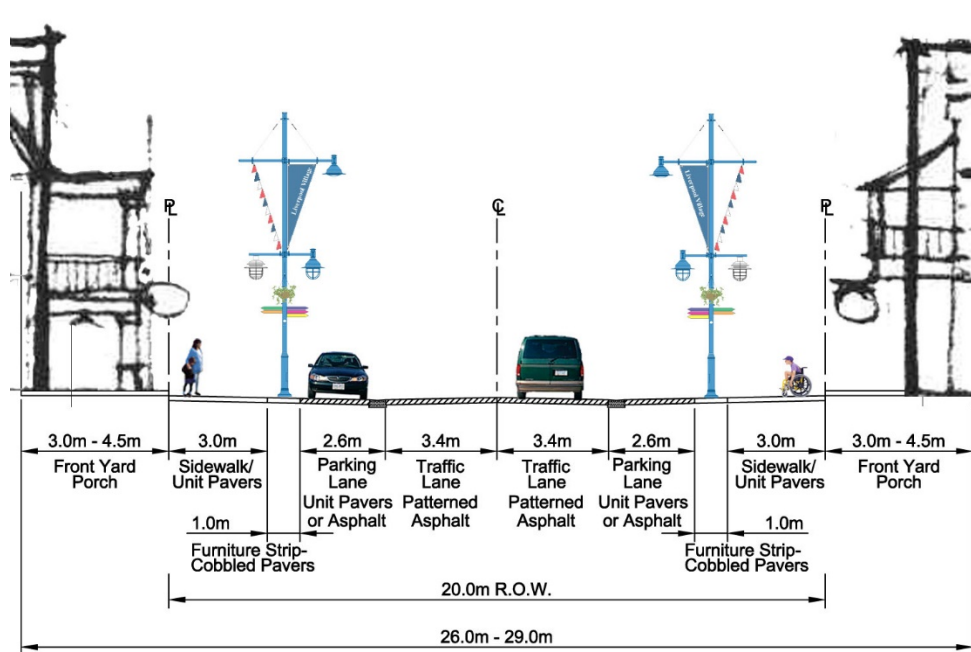 Liverpool Village
Liverpool Village
PL
CL
PL
3.0m - 4.5m
Front Yard
Porch
3.0m
Sidewalk/
Unit Pavers
2.6m
Parking
Lane
Unit Pavers
or Asphalt
3.4m
Traffic
Lane
Patterned
Asphalt
3.4m
Traffic
Lane
Patterned
Asphalt
2.6m
Parking
Lane
Unit Pavers
or Asphalt
3.0m
Sidewalk/
Unit Pavers
3.0m - 4.5m
Front Yard
Porch
1.0m
Furniture Strip-
Cobbled Pavers
1.0m
Furniture Strip-
Cobbled Pavers
20.0m R.O.W.
26.0m - 29.0m